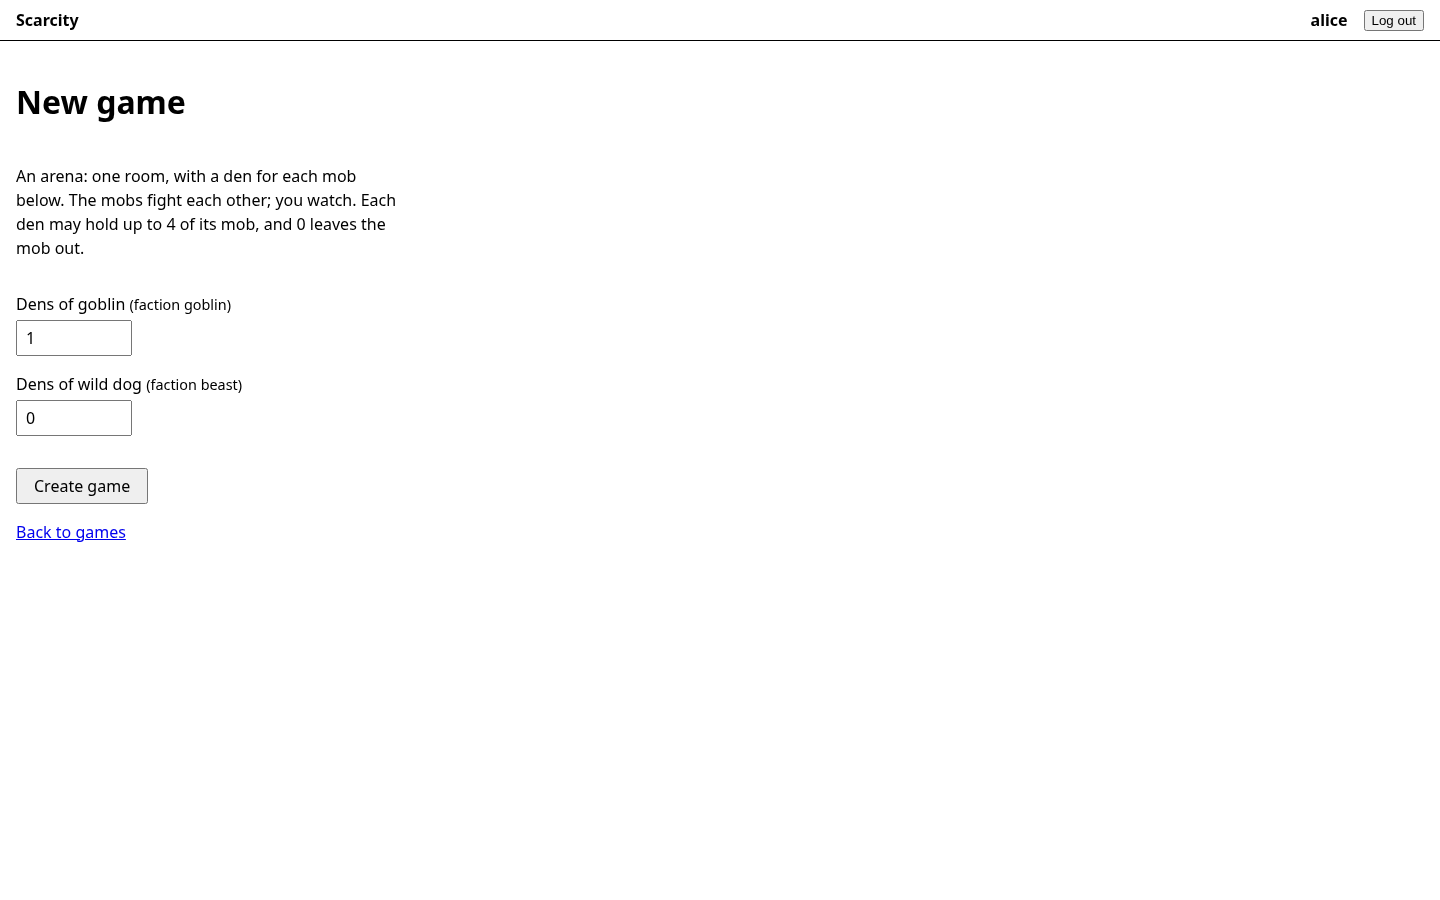 Scarcity
alice
Log out
New game
An arena: one room, with a den for each mob
below. The mobs fight each other; you watch. Each
den may hold up to 4 of its mob, and 0 leaves the
mob out.
Dens of goblin (faction goblin)
1
Dens of wild dog (faction beast)
0
Create game
Back to games